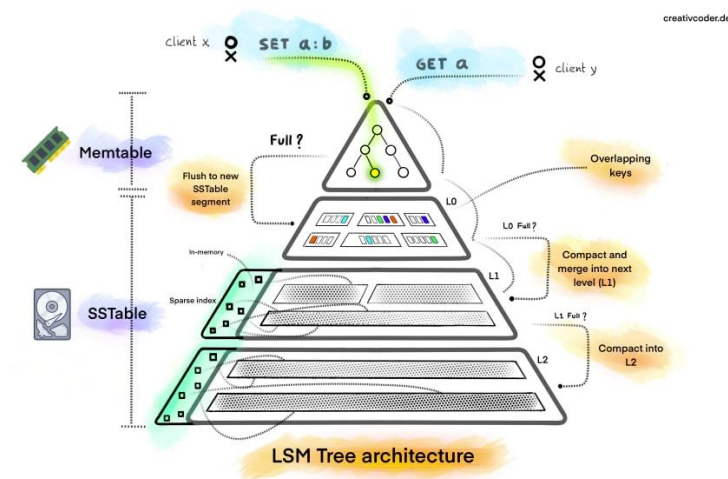 creativcoder.de
client x
SET a:b
GET a
client y
Memtable
Full?
Flush to new
SSTable
segment
L0
Overlapping
keys
L0 Full?
In-memory
L1
Compact and
merge into next
level (L1)
Sparse index
SSTable
L1 Full?
L2
Compact into
L2
LSM Tree architecture